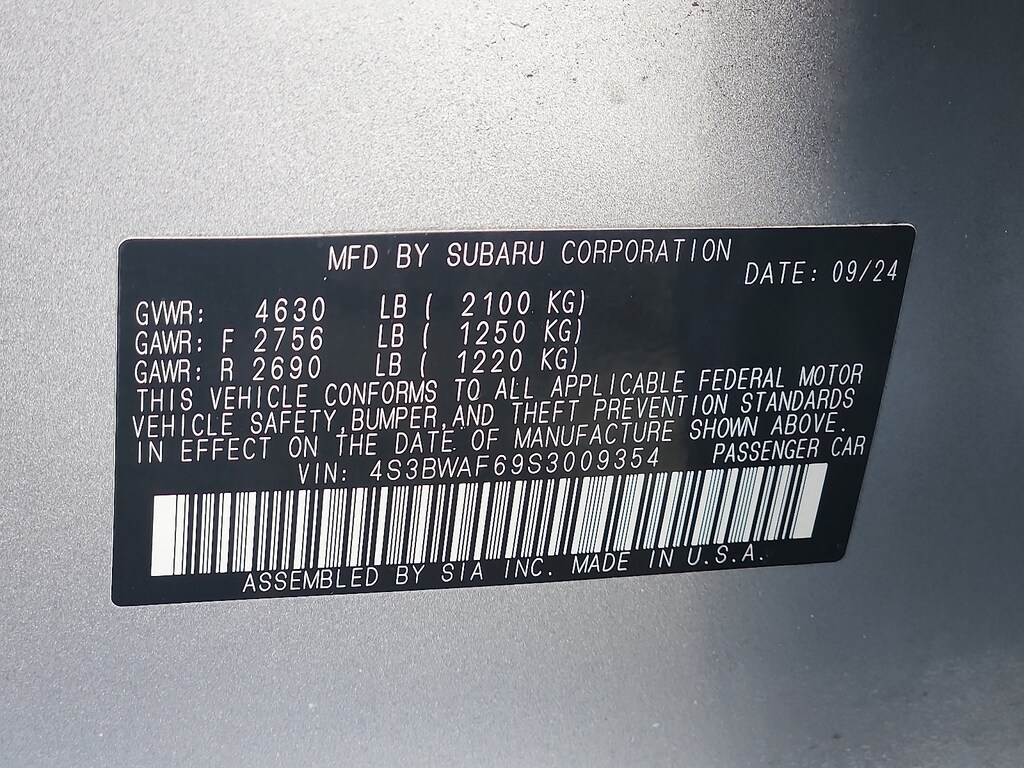 MFD BY SUBARU CORPORATION
DATE: 09/24
GVWR: 4630 LB ( 2100 KG)
GAWR: F 2756 LB ( 1250 KG)
GAWR: R 2690 LB ( 1220 KG)
THIS VEHICLE CONFORMS TO ALL APPLICABLE FEDERAL MOTOR
VEHICLE SAFETY,BUMPER,AND THEFT PREVENTION STANDARDS
IN EFFECT ON THE DATE OF MANUFACTURE SHOWN ABOVE.
VIN: 4S3BWAF69S3009354 PASSENGER CAR
ASSEMBLED BY SIA INC. MADE IN U.S.A.